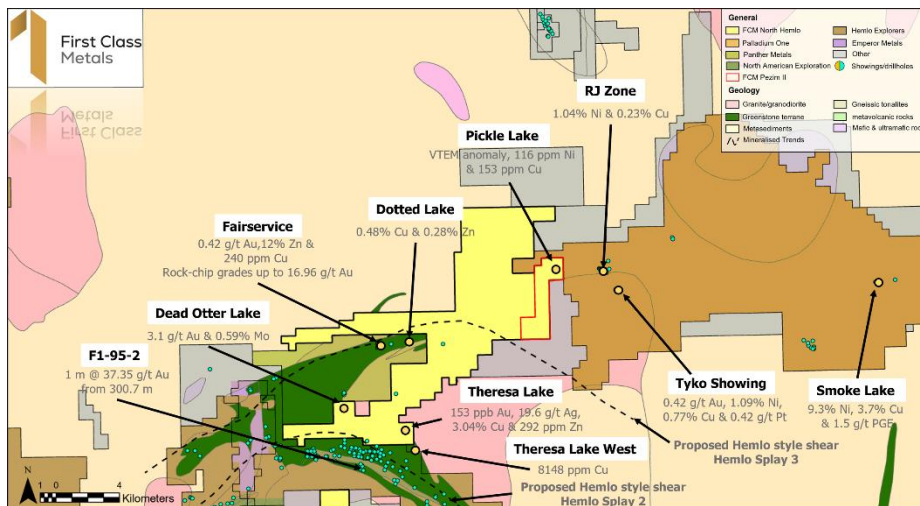 First Class
Metals
General
FCM North Hemlo
Palladium One
Panther Metals
North American Exploration
FCM Pezim II
Hemlo Explorers
Emperor Metals
Other
Showings/drillholes
Geology
Granite/granodiorite
Greenstone terrane
Metasediments
Mineralised Trends
Gneissic tonalites
metavolcanic rocks
Mafic & ultramafic roc
RJ Zone
1.04% Ni & 0.23% Cu
Pickle Lake
VTEM anomaly, 116 ppm Ni
& 153 ppm Cu
Dotted Lake
0.48% Cu & 0.28% Zn
Fairservice
0.42 g/t Au,12% Zn &
240 ppm Cu
Rock-chip grades up to 16.96 g/t Au
Dead Otter Lake
3.1 g/t Au & 0.59% Mo
F1-95-2
1 m @ 37.35 g/t Au
from 300.7 m
Theresa Lake
153 ppb Au, 19.6 g/t Ag,
3.04% Cu & 292 ppm Zn
Theresa Lake West
8148 ppm Cu
Tyko Showing
0.42 g/t Au, 1.09% Ni,
0.77% Cu & 0.42 g/t Pt
Smoke Lake
9.3% Ni, 3.7% Cu
& 1.5 g/t PGE
Proposed Hemlo style shear
Hemlo Splay 3
Proposed Hemlo style shear
Hemlo Splay 2
N
1 0 4
Kilometers